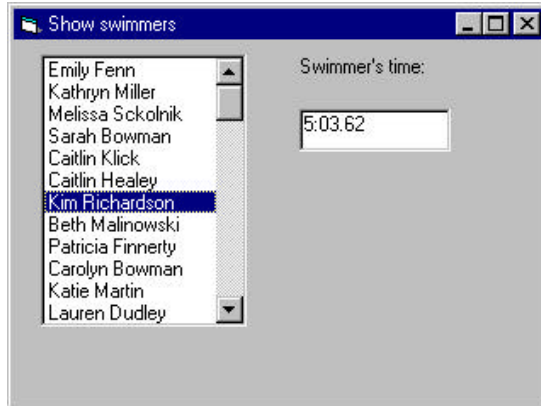 Show swimmers
Emily Fenn
Kathryn Miller
Melissa Sckolnik
Sarah Bowman
Caitlin Klick
Caitlin Healey
Kim Richardson
Beth Malinowski
Patricia Finnerty
Carolyn Bowman
Katie Martin
Lauren Dudley
Swimmer's time:
5:03.62